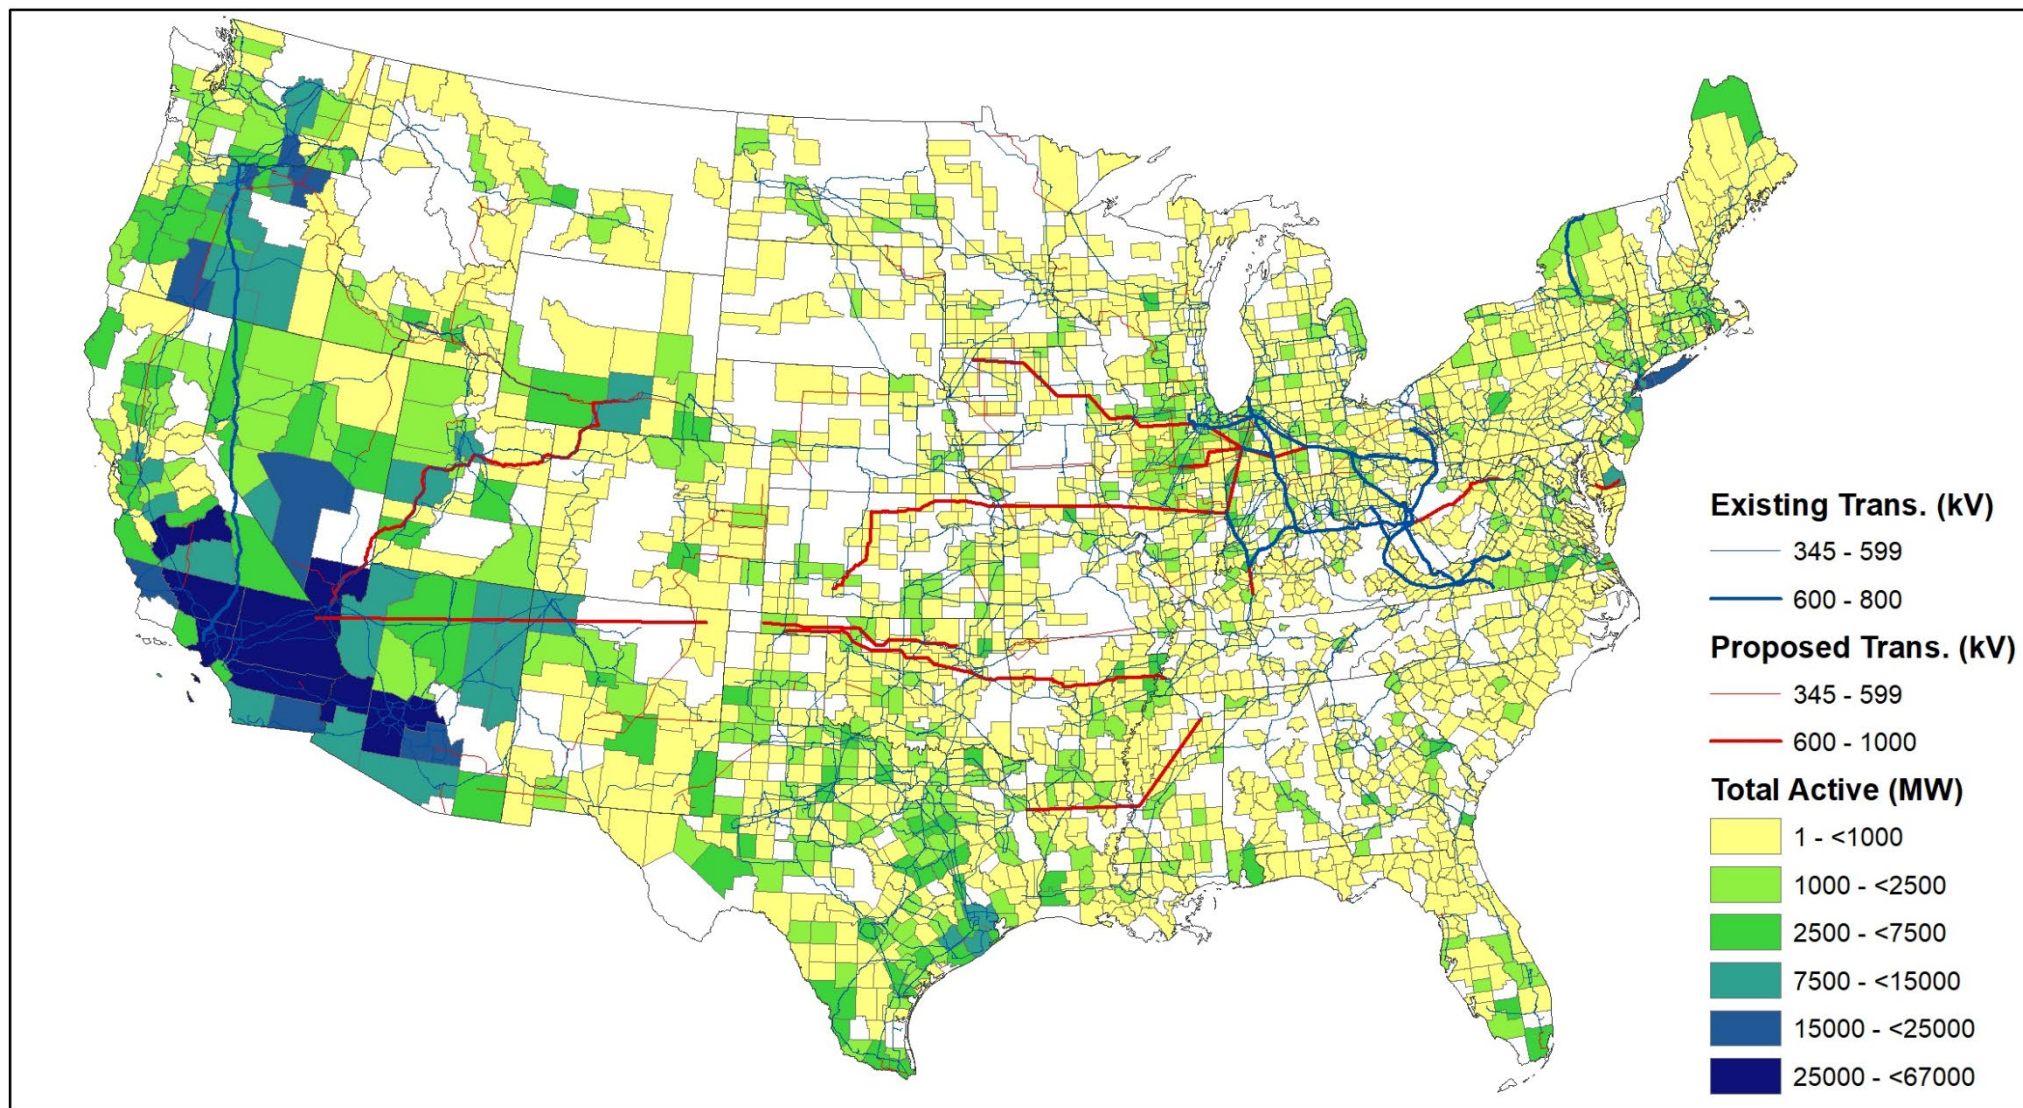 Existing Trans. (kV)
345 - 599
600 - 800
Proposed Trans. (kV)
345 - 599
600 - 1000
Total Active (MW)
1 - <1000
1000 - <2500
2500 - <7500
7500 - <15000
15000 - <25000
25000 - <67000